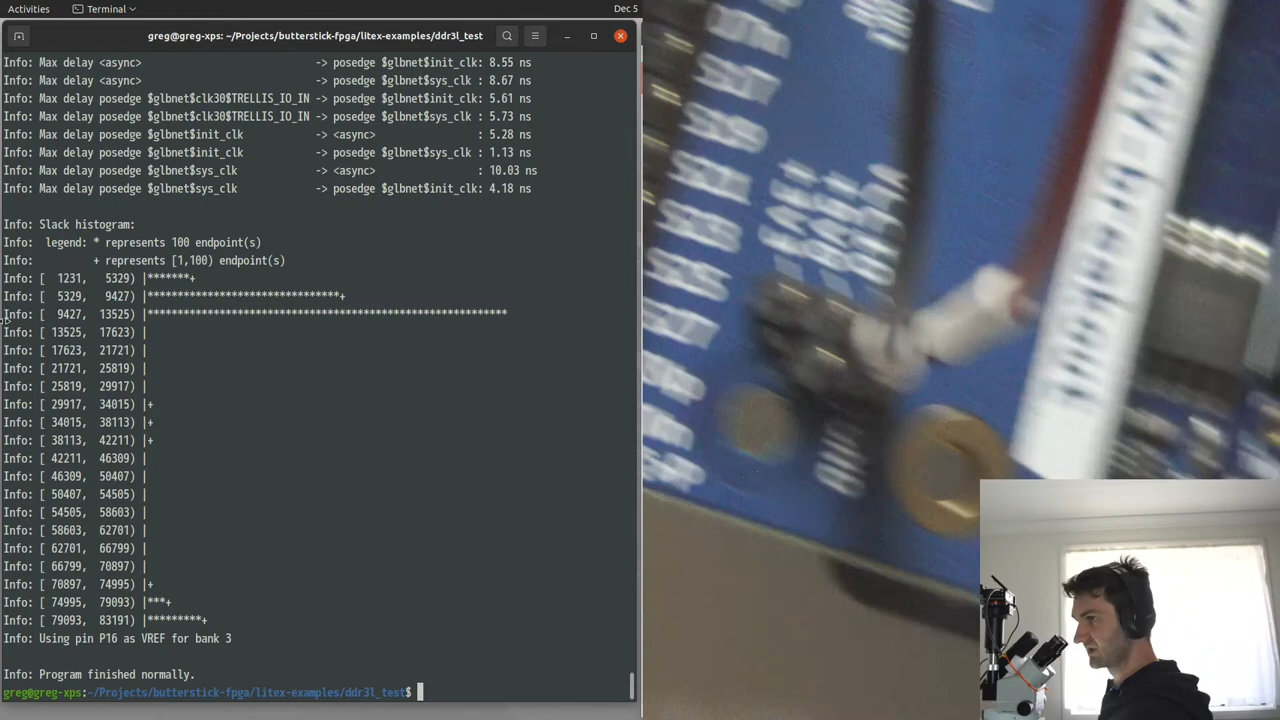 Activities
Terminal
Dec 5
greg@greg-xps: ~/Projects/butterstick-fpga/litex-examples/ddr3l_test
Info: Max delay <async> -> posedge $glbnet$init_clk: 8.55 ns
Info: Max delay <async> -> posedge $glbnet$sys_clk : 8.67 ns
Info: Max delay posedge $glbnet$clk30$TRELLIS_IO_IN -> posedge $glbnet$init_clk: 5.61 ns
Info: Max delay posedge $glbnet$clk30$TRELLIS_IO_IN -> posedge $glbnet$sys_clk : 5.73 ns
Info: Max delay posedge $glbnet$init_clk -> <async> : 5.28 ns
Info: Max delay posedge $glbnet$init_clk -> posedge $glbnet$sys_clk : 1.13 ns
Info: Max delay posedge $glbnet$sys_clk -> <async> : 10.03 ns
Info: Max delay posedge $glbnet$sys_clk -> posedge $glbnet$init_clk: 4.18 ns
Info: Slack histogram:
Info: legend: * represents 100 endpoint(s)
Info: + represents [1,100) endpoint(s)
Info: [ 1231, 5329) |*******+
Info: [ 5329, 9427) |********************************+
Info: [ 9427, 13525) |************************************************************
Info: [ 13525, 17623) |
Info: [ 17623, 21721) |
Info: [ 21721, 25819) |
Info: [ 25819, 29917) |
Info: [ 29917, 34015) |+
Info: [ 34015, 38113) |+
Info: [ 38113, 42211) |+
Info: [ 42211, 46309) |
Info: [ 46309, 50407) |
Info: [ 50407, 54505) |
Info: [ 54505, 58603) |
Info: [ 58603, 62701) |
Info: [ 62701, 66799) |
Info: [ 66799, 70897) |
Info: [ 70897, 74995) |+
Info: [ 74995, 79093) |***+
Info: [ 79093, 83191) |*********+
Info: Using pin P16 as VREF for bank 3
Info: Program finished normally.
greg@greg-xps:~/Projects/butterstick-fpga/litex-examples/ddr3l_test$